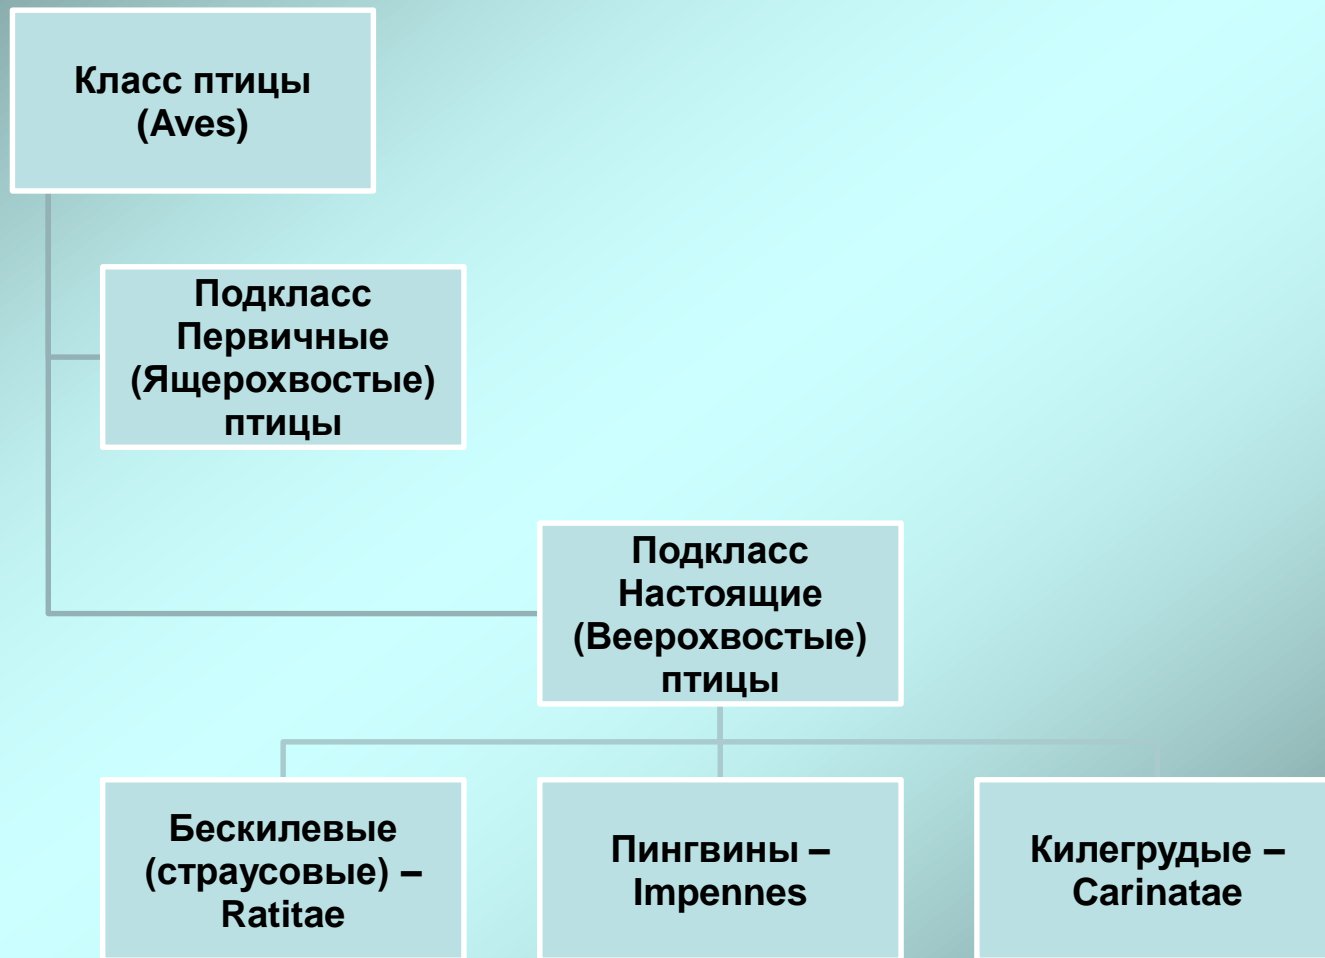 Класс птицы
(Aves)
Подкласс
Первичные
(Ящерохвостые)
птицы
Подкласс
Настоящие
(Веерохвостые)
птицы
Бескилевые
(страусовые) –
Ratitae
Пингвины –
Impennes
Килегрудые –
Carinatae